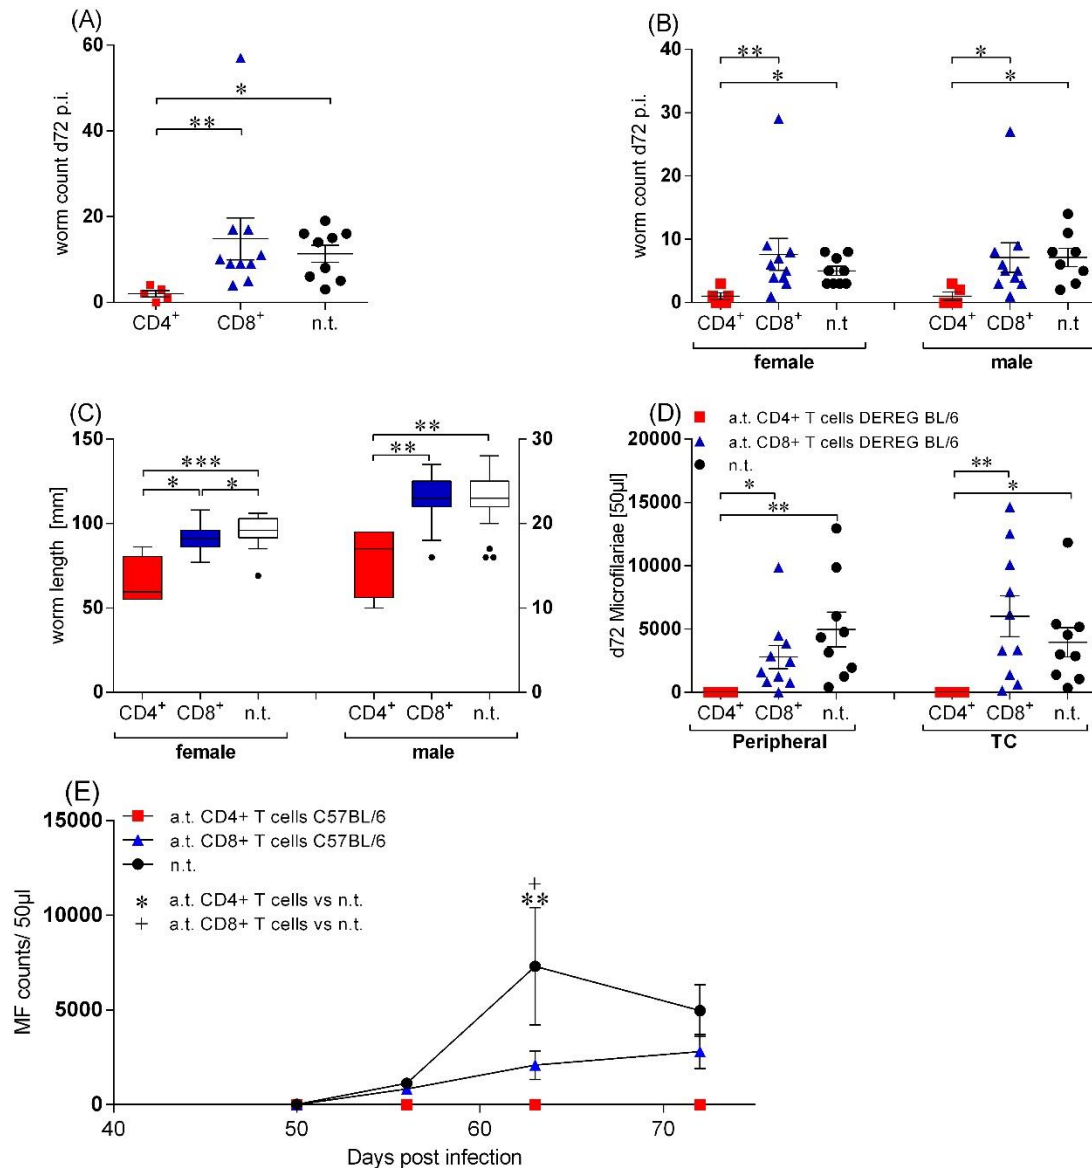 (A)
60
40
20
0
worm count d72 p.i.
*
**
CD4+ CD8+ n.t.
(B)
40
30
20
10
0
worm count d72 p.i.
** *
* *
CD4+ CD8+ n.t CD4+ CD8+ n.t
female male
(C)
150
100
50
0
worm length [mm]
30
20
10
0
*** **
* * **
CD4+ CD8+ n.t. CD4+ CD8+ n.t.
female male
(D)
a.t. CD4+ T cells DEREG BL/6
a.t. CD8+ T cells DEREG BL/6
n.t.
20000
15000
10000
5000
0
d72 Microfilariae [50µl]
* **
** *
CD4+ CD8+ n.t. CD4+ CD8+ n.t.
Peripheral TC
(E)
a.t. CD4+ T cells C57BL/6
a.t. CD8+ T cells C57BL/6
n.t.
* a.t. CD4+ T cells vs n.t.
+ a.t. CD8+ T cells vs n.t.
15000
10000
5000
0
MF counts/ 50µl
+
**
40 50 60 70
Days post infection